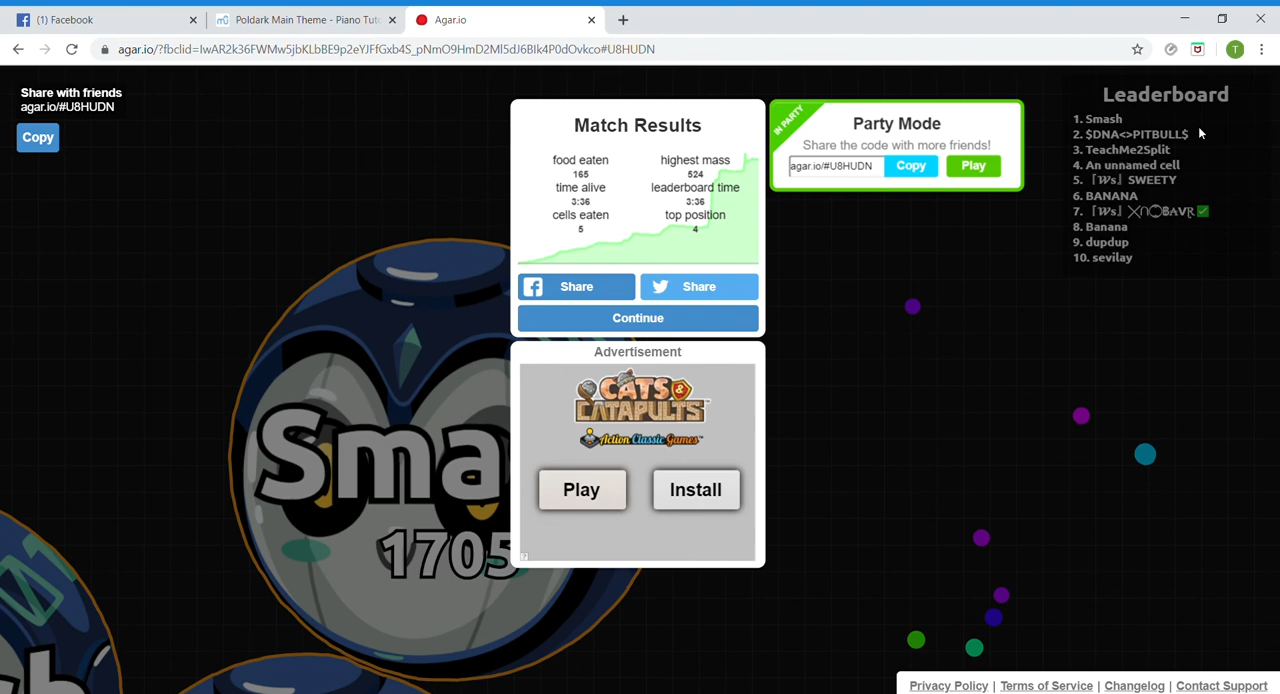 (1) Facebook
Poldark Main Theme - Piano Tuto
Agar.io
agar.io/?fbclid=IwAR2k36FWMw5jbKLbBE9p2eYJFfGxb4S_pNmO9HmD2Ml5dJ6BIk4P0dOvkco#U8HUDN
T
Share with friends
agar.io/#U8HUDN
Copy
Match Results
food eaten
165
highest mass
524
time alive
3:36
leaderboard time
3:36
cells eaten
5
top position
4
Share
Share
Continue
Advertisement
CATS &
CATAPULTS
Action Classic Games
Play
Install
IN PARTY
Party Mode
Share the code with more friends!
agar.io/#U8HUDN
Copy
Play
Leaderboard
1. Smash
2. $DNA<>PITBULL$
3. TeachMe2Split
4. An unnamed cell
5. 『𝓦s』 SWEETY
6. BANANA
8. Banana
9. dupdup
10. sevilay
Sma
1705
Privacy Policy | Terms of Service | Changelog | Contact Support